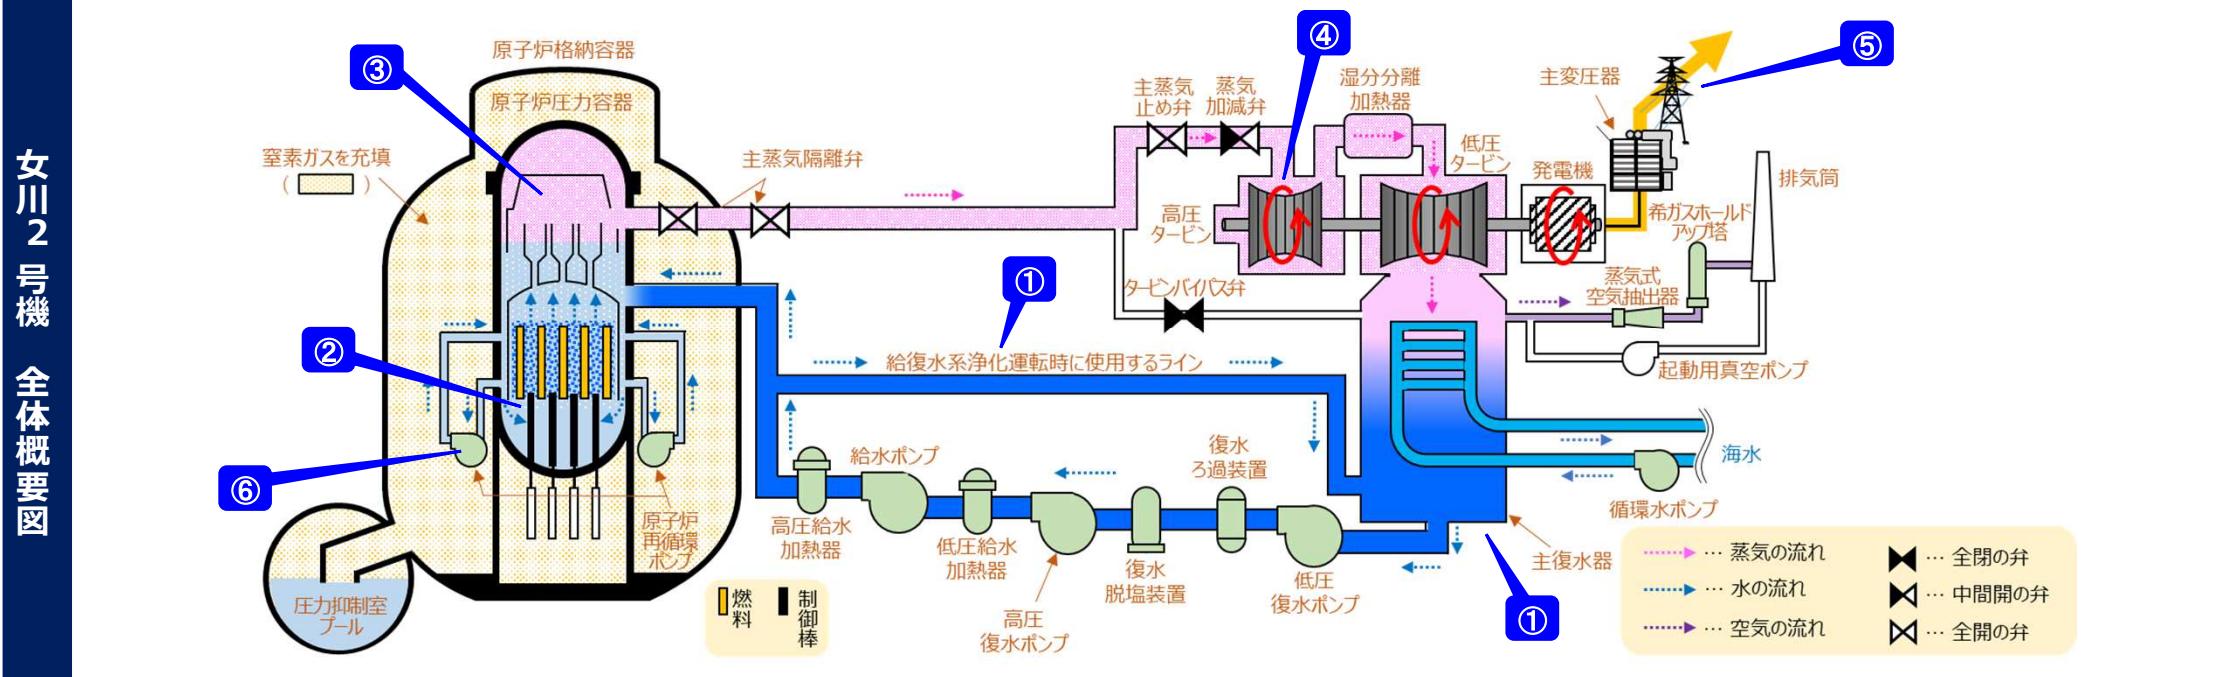 女川２号機　全体概要図
③
原子炉格納容器
原子炉圧力容器
窒素ガスを充填
（　　）
主蒸気隔離弁
②
⑥
原子炉
再循環
ポンプ
圧力抑制室
プール
燃料
制御棒
①
給復水系浄化運転時に使用するライン
主蒸気
止め弁
蒸気
加減弁
④
湿分分離
加熱器
高圧
タービン
低圧
タービン
発電機
主変圧器
⑤
排気筒
希ガスホールド
アップ塔
蒸気式
空気抽出器
起動用真空ポンプ
タービンバイパス弁
海水
循環水ポンプ
主復水器
①
給水ポンプ
高圧給水
加熱器
低圧給水
加熱器
高圧
復水ポンプ
復水
脱塩装置
復水
ろ過装置
低圧
復水ポンプ
… 蒸気の流れ
… 水の流れ
… 空気の流れ
… 全閉の弁
… 中間開の弁
… 全開の弁